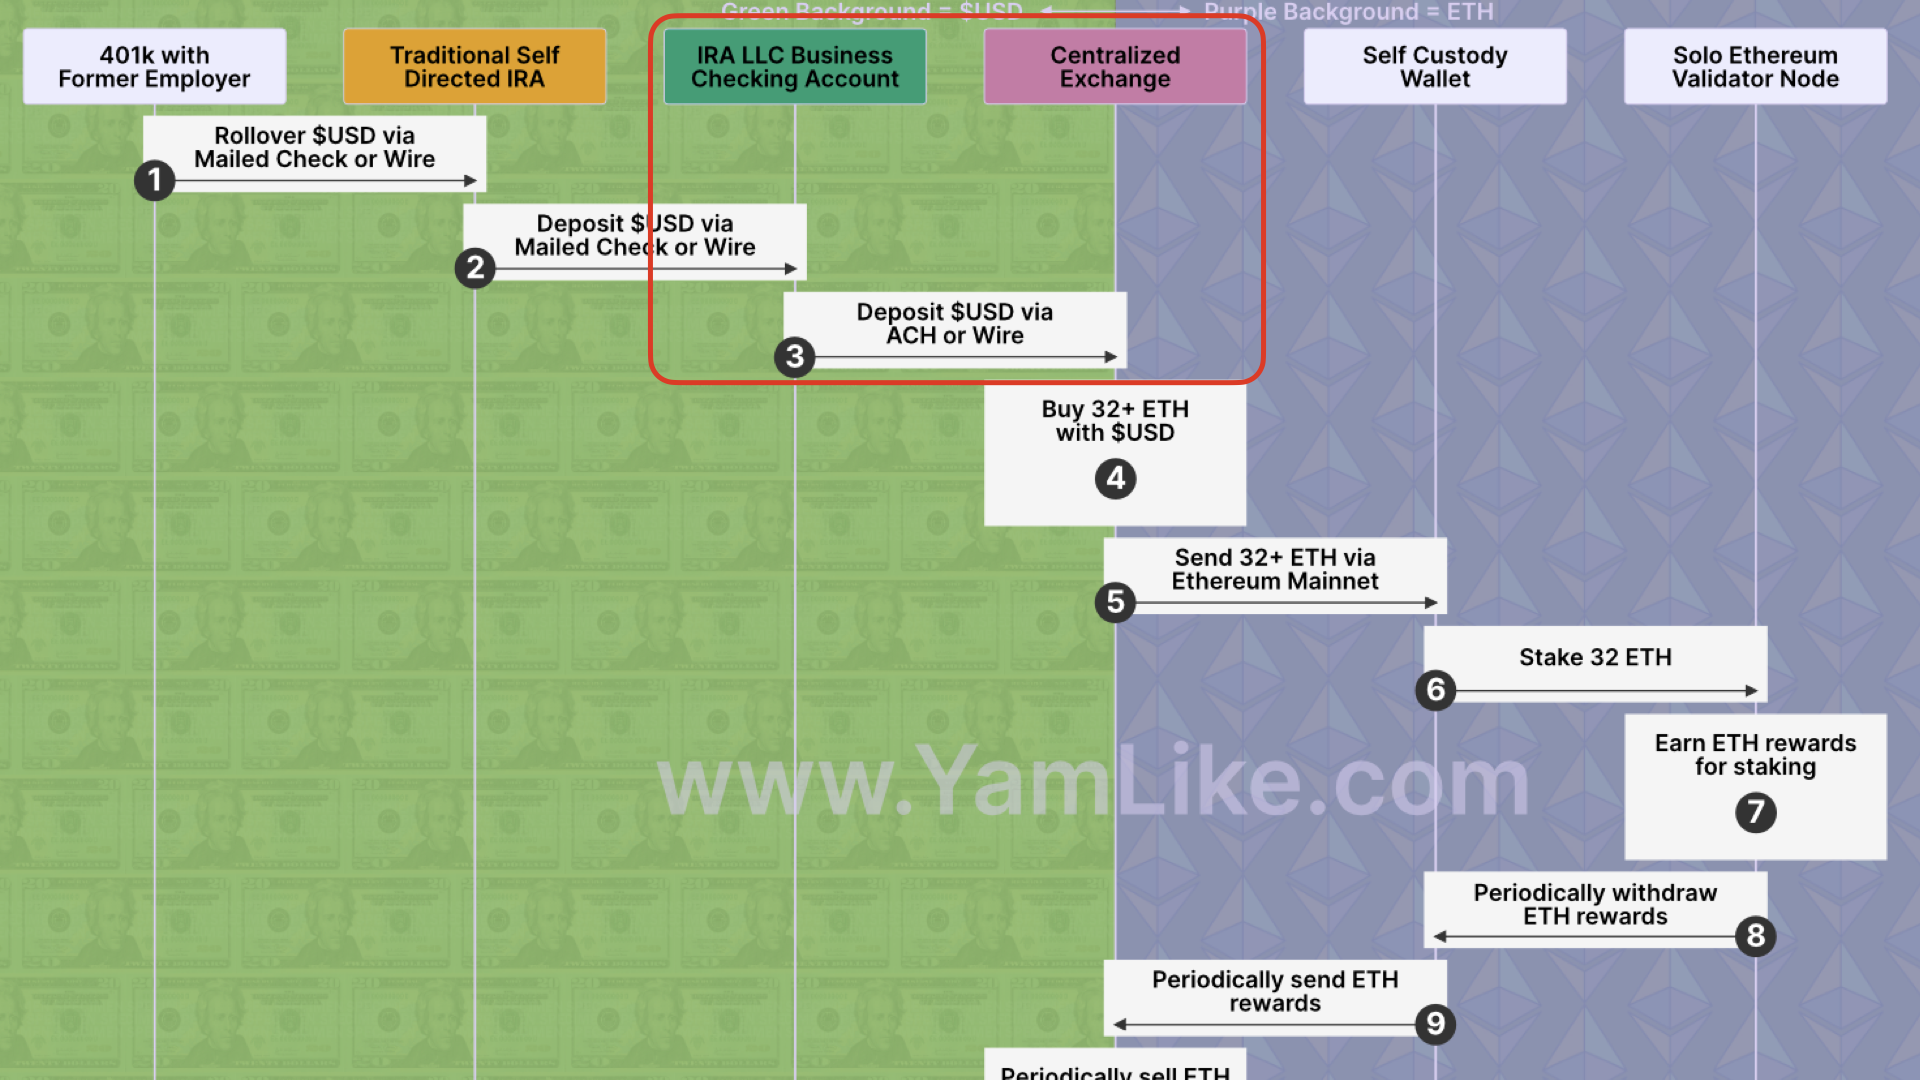 Green Background = $USD
Purple Background = ETH
401k with
Former Employer
Traditional Self
Directed IRA
IRA LLC Business
Checking Account
Centralized
Exchange
Self Custody
Wallet
Solo Ethereum
Validator Node
Rollover $USD via
Mailed Check or Wire
1
Deposit $USD via
Mailed Check or Wire
2
Deposit $USD via
ACH or Wire
3
Buy 32+ ETH
with $USD
4
Send 32+ ETH via
Ethereum Mainnet
5
Stake 32 ETH
6
Earn ETH rewards
for staking
7
www.YamLike.com
Periodically withdraw
ETH rewards
8
Periodically send ETH
rewards
9
Periodically sell ETH